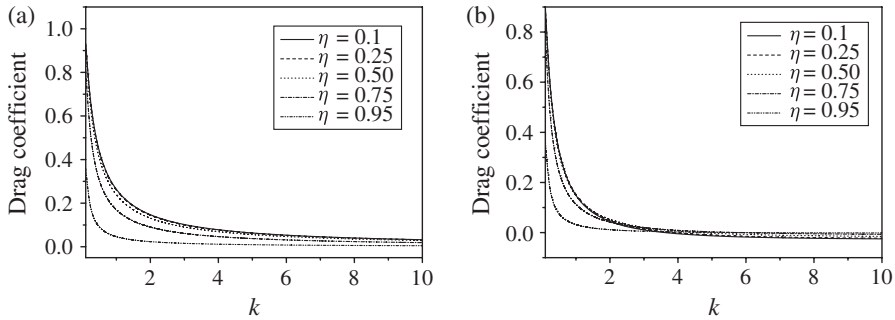 (a)
1.0
0.8
0.6
0.4
0.2
0.0
Drag coefficient
η = 0.1
η = 0.25
η = 0.50
η = 0.75
η = 0.95
2
4
6
8
10
k
(b)
0.8
0.6
0.4
0.2
0.0
Drag coefficient
η = 0.1
η = 0.25
η = 0.50
η = 0.75
η = 0.95
2
4
6
8
10
k